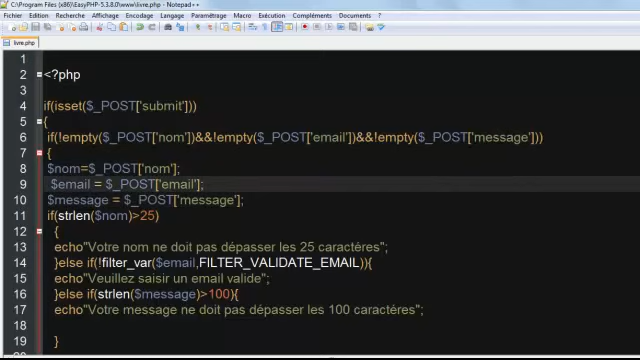 C:\Program Files (x86)\EasyPHP-5.3.8.0\www\livre.php - Notepad++
Fichier Edition Recherche Affichage Encodage Langage Paramétrage Macro Exécution Compléments Documents ?
livre.php
1
2 <?php
3
4 if(isset($_POST['submit']))
5 {
6 if(!empty($_POST['nom'])&&!empty($_POST['email'])&&!empty($_POST['message']))
7 {
8 $nom=$_POST['nom'];
9 $email = $_POST['email'];
10 $message = $_POST['message'];
11 if(strlen($nom)>25)
12 {
13 echo"Votre nom ne doit pas dépasser les 25 caractéres";
14 }else if(!filter_var($email,FILTER_VALIDATE_EMAIL)){
15 echo"Veuillez saisir un email valide";
16 }else if(strlen($message)>100){
17 echo"Votre message ne doit pas dépasser les 100 caractéres";
18
19 }
20